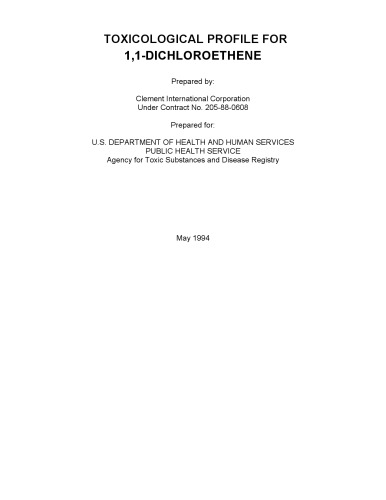 TOXICOLOGICAL PROFILE FOR
1,1-DICHLOROETHENE
Prepared by:
Clement International Corporation
Under Contract No. 205-88-0608
Prepared for:
U.S. DEPARTMENT OF HEALTH AND HUMAN SERVICES
PUBLIC HEALTH SERVICE
Agency for Toxic Substances and Disease Registry
May 1994